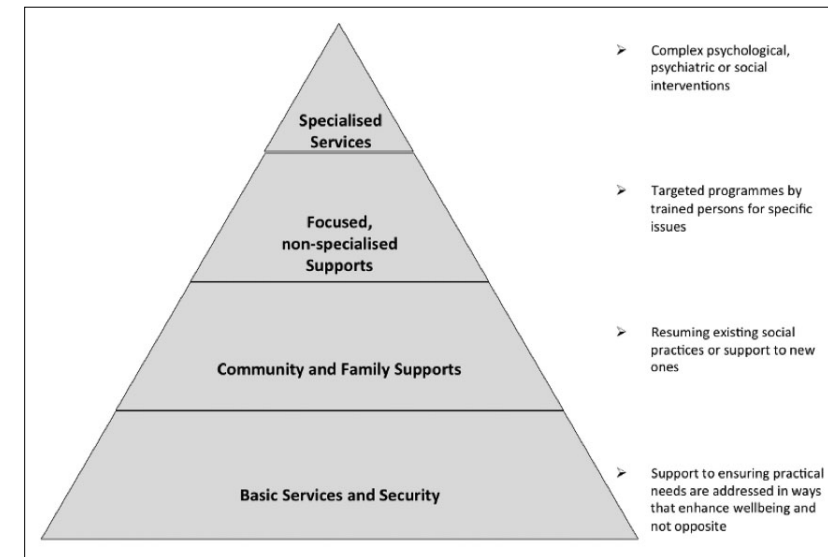 Specialised
Services
➤ Complex psychological,
psychiatric or social
interventions
Focused,
non-specialised
Supports
➤ Targeted programmes by
trained persons for specific
issues
Community and Family Supports
➤ Resuming existing social
practices or support to new
ones
Basic Services and Security
➤ Support to ensuring practical
needs are addressed in ways
that enhance wellbeing and
not opposite